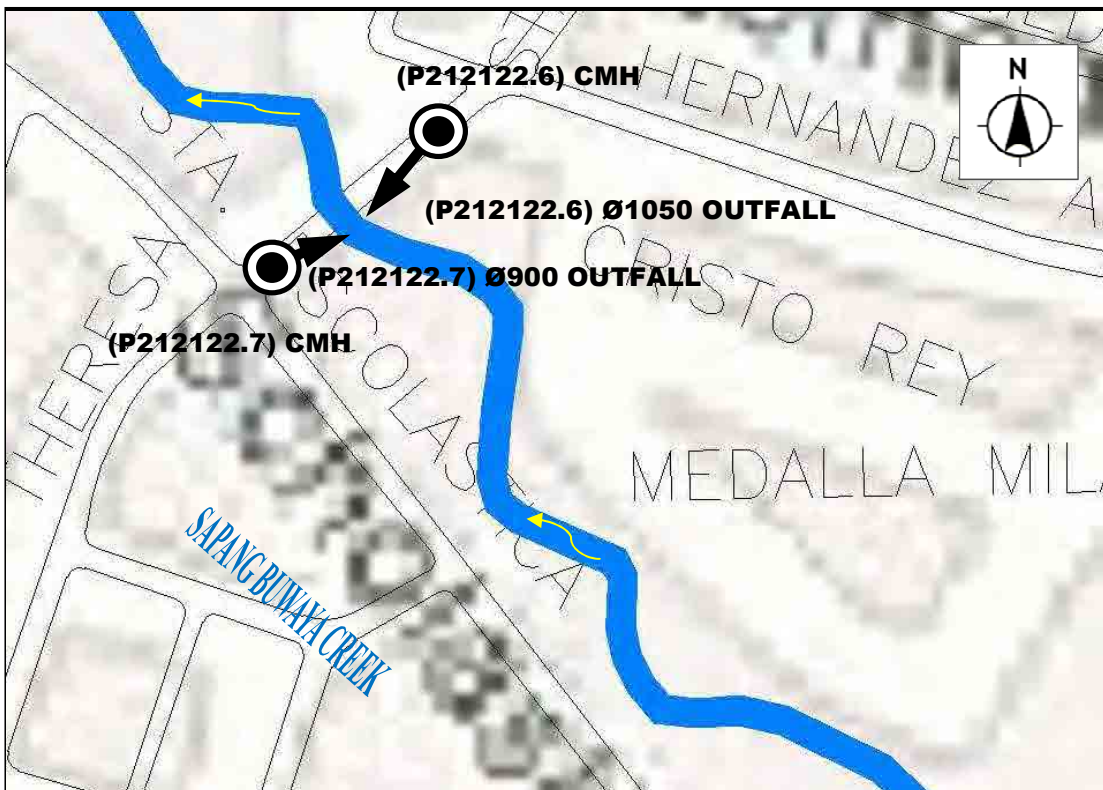 N
(P212122.6) CMH
HERNANDEZ A
STA.
(P212122.6) Ø1050 OUTFALL
CRISTO REY
(P212122.7) Ø900 OUTFALL
(P212122.7) CMH
THERESA
MEDALLA MIL
SAPANG BUWAYA CREEK